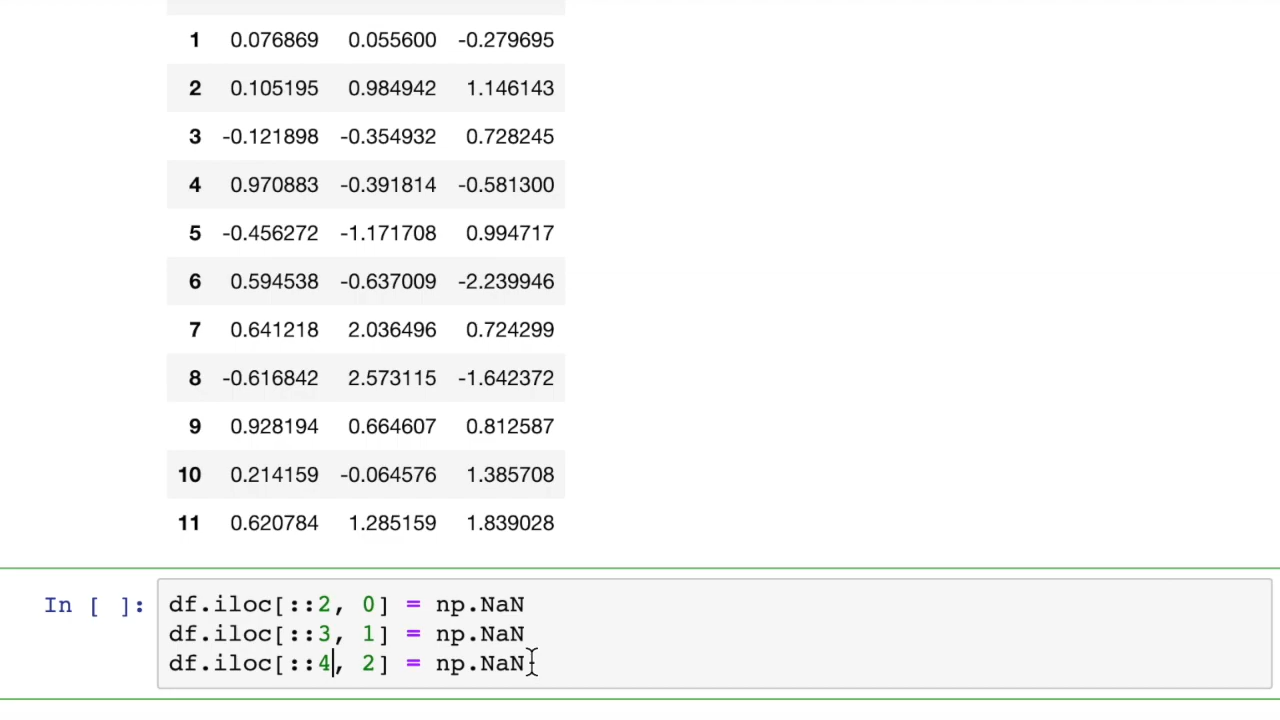 1 0.076869 0.055600 -0.279695
2 0.105195 0.984942 1.146143
3 -0.121898 -0.354932 0.728245
4 0.970883 -0.391814 -0.581300
5 -0.456272 -1.171708 0.994717
6 0.594538 -0.637009 -2.239946
7 0.641218 2.036496 0.724299
8 -0.616842 2.573115 -1.642372
9 0.928194 0.664607 0.812587
10 0.214159 -0.064576 1.385708
11 0.620784 1.285159 1.839028
In [ ]: df.iloc[::2, 0] = np.NaN
df.iloc[::3, 1] = np.NaN
df.iloc[::4, 2] = np.NaN